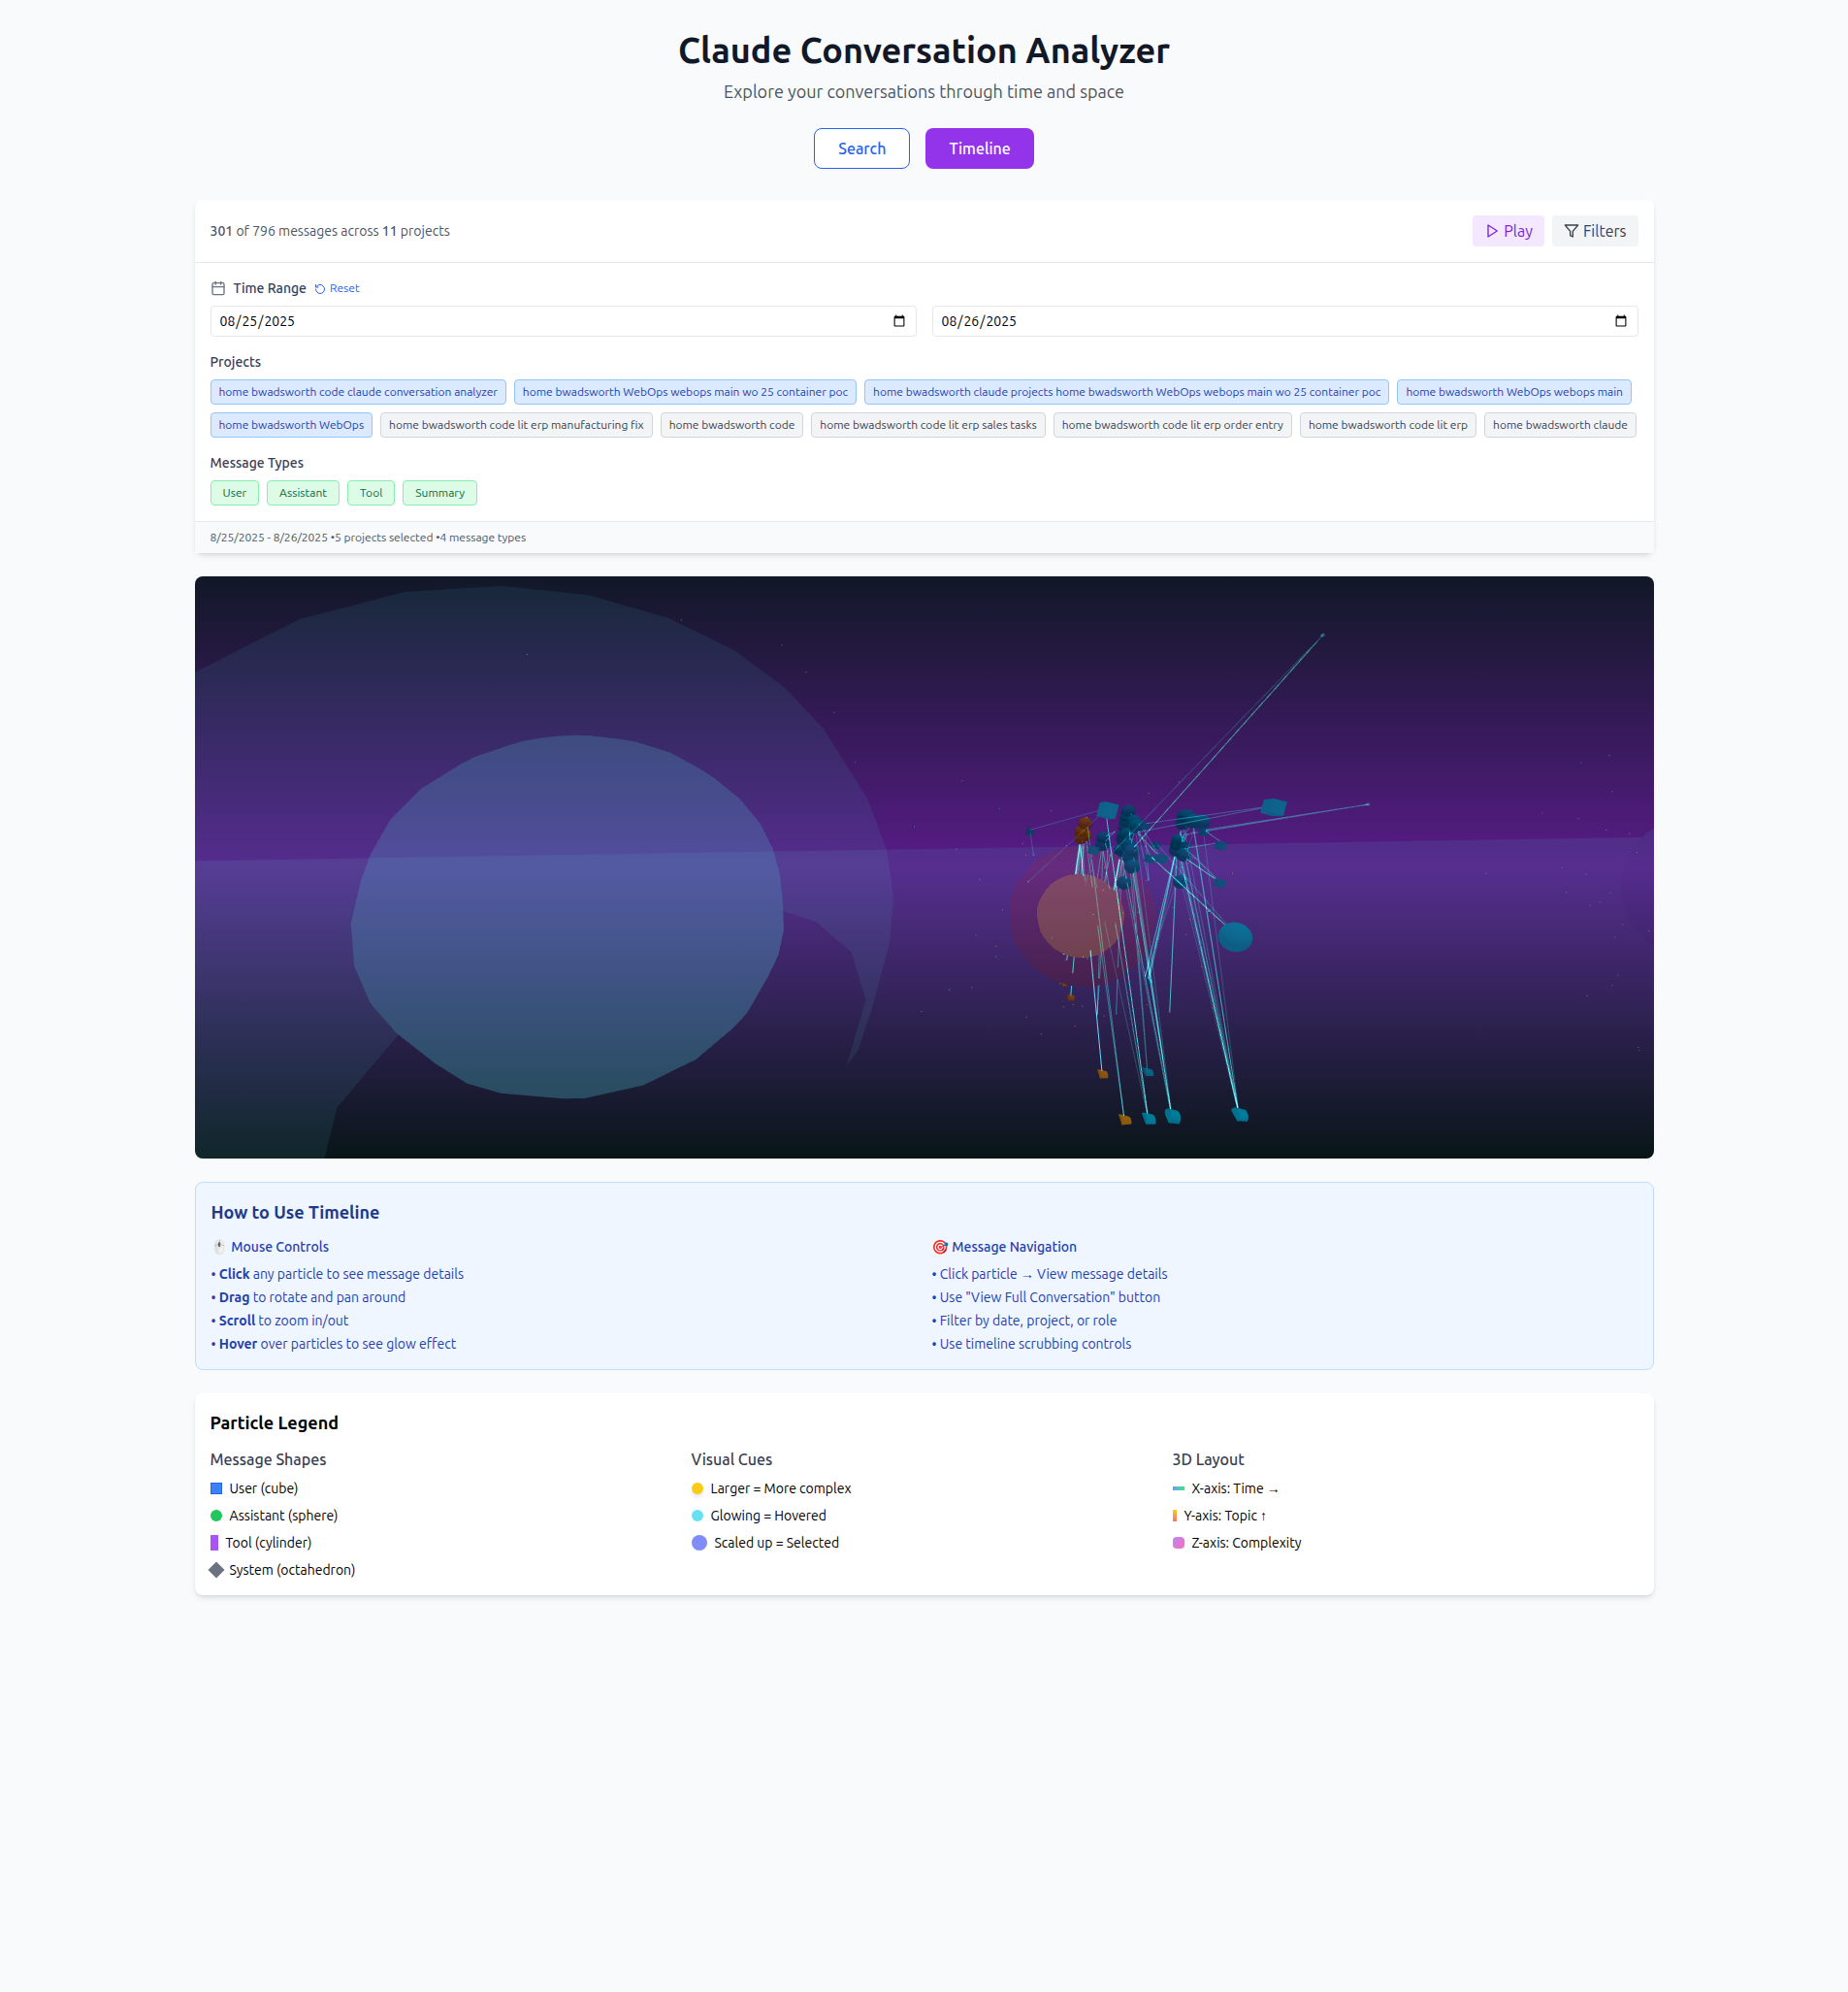 Claude Conversation Analyzer
Explore your conversations through time and space
Search Timeline
301 of 796 messages across 11 projects Play Filters
Time Range Reset
08/25/2025 08/26/2025
Projects
home bwadsworth code claude conversation analyzer home bwadsworth WebOps webops main wo 25 container poc home bwadsworth claude projects home bwadsworth WebOps webops main wo 25 container poc home bwadsworth WebOps webops main
home bwadsworth WebOps home bwadsworth code lit erp manufacturing fix home bwadsworth code home bwadsworth code lit erp sales tasks home bwadsworth code lit erp order entry home bwadsworth code lit erp home bwadsworth claude
Message Types
User Assistant Tool Summary
8/25/2025 - 8/26/2025 •5 projects selected •4 message types
How to Use Timeline
🖱️ Mouse Controls
• Click any particle to see message details
• Drag to rotate and pan around
• Scroll to zoom in/out
• Hover over particles to see glow effect
🎯 Message Navigation
• Click particle → View message details
• Use "View Full Conversation" button
• Filter by date, project, or role
• Use timeline scrubbing controls
Particle Legend
Message Shapes
User (cube)
Assistant (sphere)
Tool (cylinder)
System (octahedron)
Visual Cues
Larger = More complex
Glowing = Hovered
Scaled up = Selected
3D Layout
X-axis: Time →
Y-axis: Topic ↑
Z-axis: Complexity